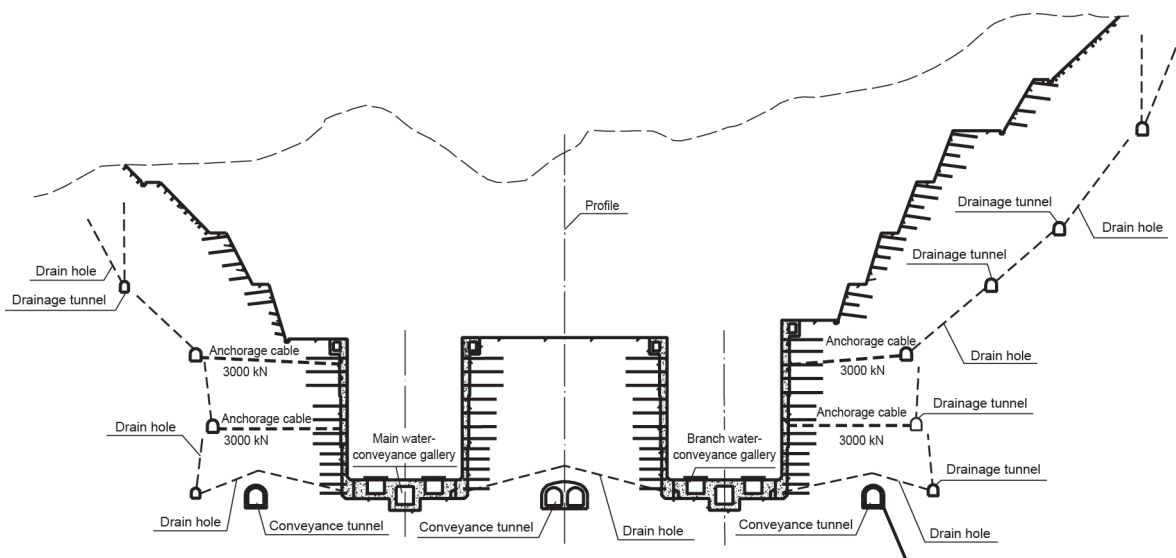 Profile
Drainage tunnel
Drain hole
Drainage tunnel
Drain hole
Drainage tunnel
Anchorage cable
3000 kN
Anchorage cable
3000 kN
Drain hole
Anchorage cable
3000 kN
Anchorage cable
3000 kN
Drainage tunnel
Drain hole
Main water-
conveyance gallery
Branch water-
conveyance gallery
Drainage tunnel
Drain hole
Conveyance tunnel
Conveyance tunnel
Drain hole
Conveyance tunnel
Drain hole